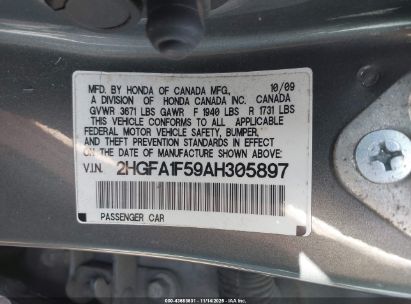 MFD. BY HONDA OF CANADA MFG., 10/09
A DIVISION OF HONDA CANADA INC. CANADA
GVWR 3671 LBS GAWR F 1940 LBS R 1731 LBS
THIS VEHICLE CONFORMS TO ALL APPLICABLE
FEDERAL MOTOR VEHICLE SAFETY, BUMPER,
AND THEFT PREVENTION STANDARDS IN EFFECT
ON THE DATE OF MANUFACTURE SHOWN ABOVE.
V.I.N. 2HGFA1F59AH305897
PASSENGER CAR